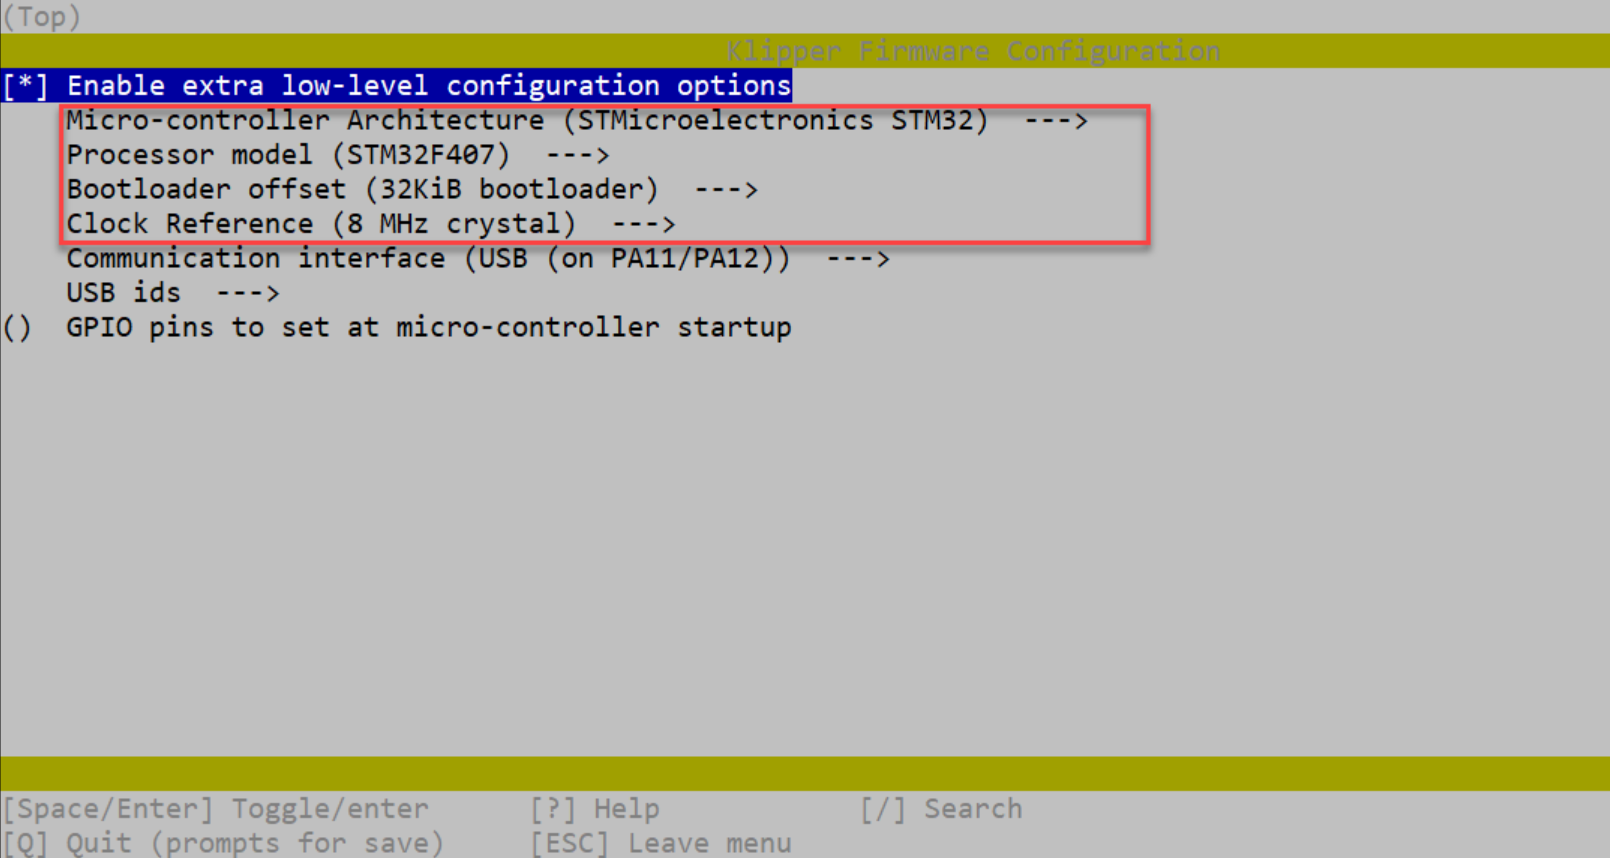 (Top)
Klipper Firmware Configuration
[*] Enable extra low-level configuration options
Micro-controller Architecture (STMicroelectronics STM32)  --->
Processor model (STM32F407)  --->
Bootloader offset (32KiB bootloader)  --->
Clock Reference (8 MHz crystal)  --->
Communication interface (USB (on PA11/PA12))  --->
USB ids  --->
()  GPIO pins to set at micro-controller startup
[Space/Enter] Toggle/enter      [?] Help            [/] Search
[Q] Quit (prompts for save)     [ESC] Leave menu